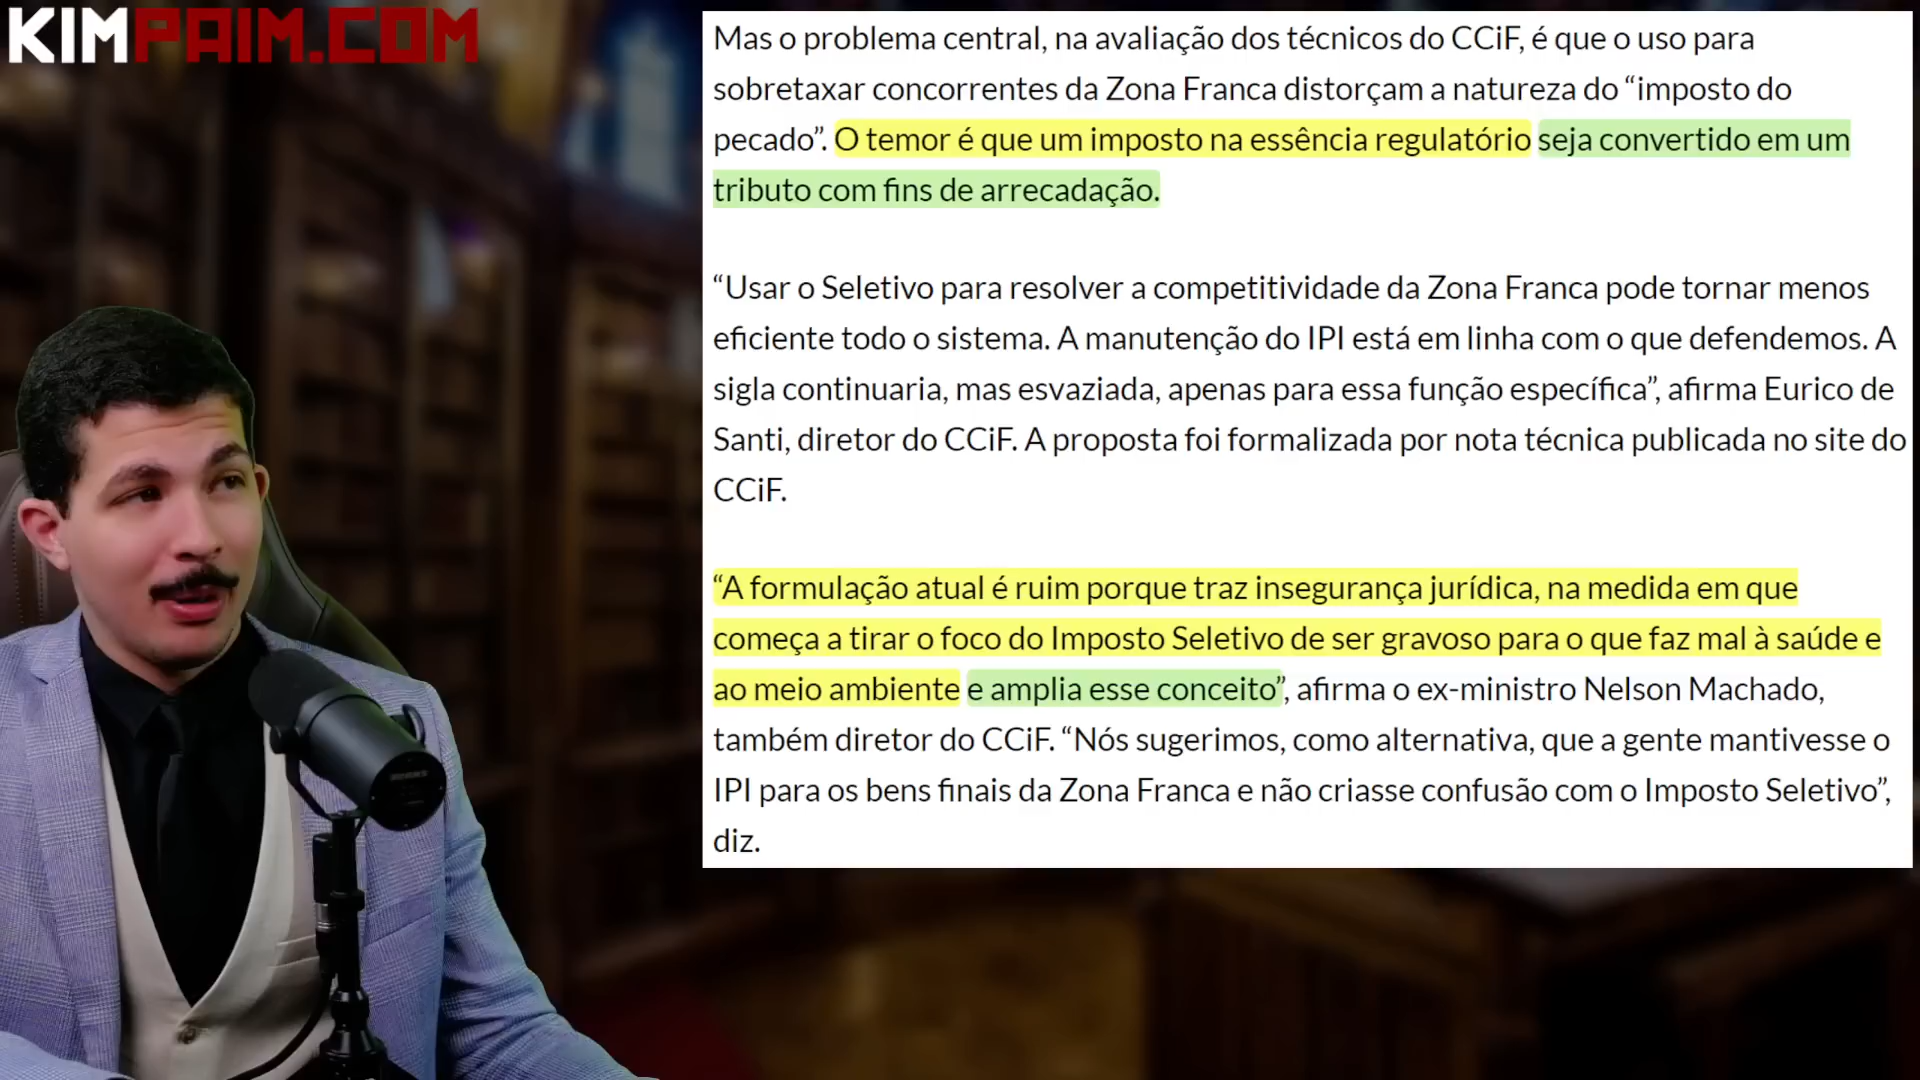 KIMPAIM.COM
Mas o problema central, na avaliação dos técnicos do CCiF, é que o uso para
sobretaxar concorrentes da Zona Franca distorçam a natureza do “imposto do
pecado”. O temor é que um imposto na essência regulatório seja convertido em um
tributo com fins de arrecadação.
“Usar o Seletivo para resolver a competitividade da Zona Franca pode tornar menos
eficiente todo o sistema. A manutenção do IPI está em linha com o que defendemos. A
sigla continuaria, mas esvaziada, apenas para essa função específica”, afirma Eurico de
Santi, diretor do CCiF. A proposta foi formalizada por nota técnica publicada no site do
CCiF.
“A formulação atual é ruim porque traz insegurança jurídica, na medida em que
começa a tirar o foco do Imposto Seletivo de ser gravoso para o que faz mal à saúde e
ao meio ambiente e amplia esse conceito”, afirma o ex-ministro Nelson Machado,
também diretor do CCiF. “Nós sugerimos, como alternativa, que a gente mantivesse o
IPI para os bens finais da Zona Franca e não criasse confusão com o Imposto Seletivo”,
diz.